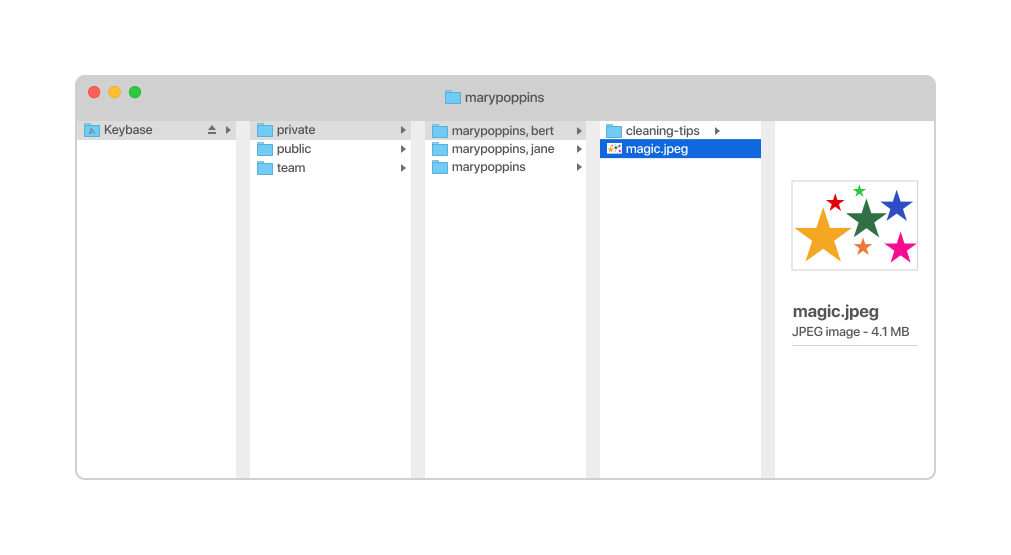 marypoppins
Keybase
private
public
team
marypoppins, bert
marypoppins, jane
marypoppins
cleaning-tips
magic.jpeg
magic.jpeg
JPEG image - 4.1 MB